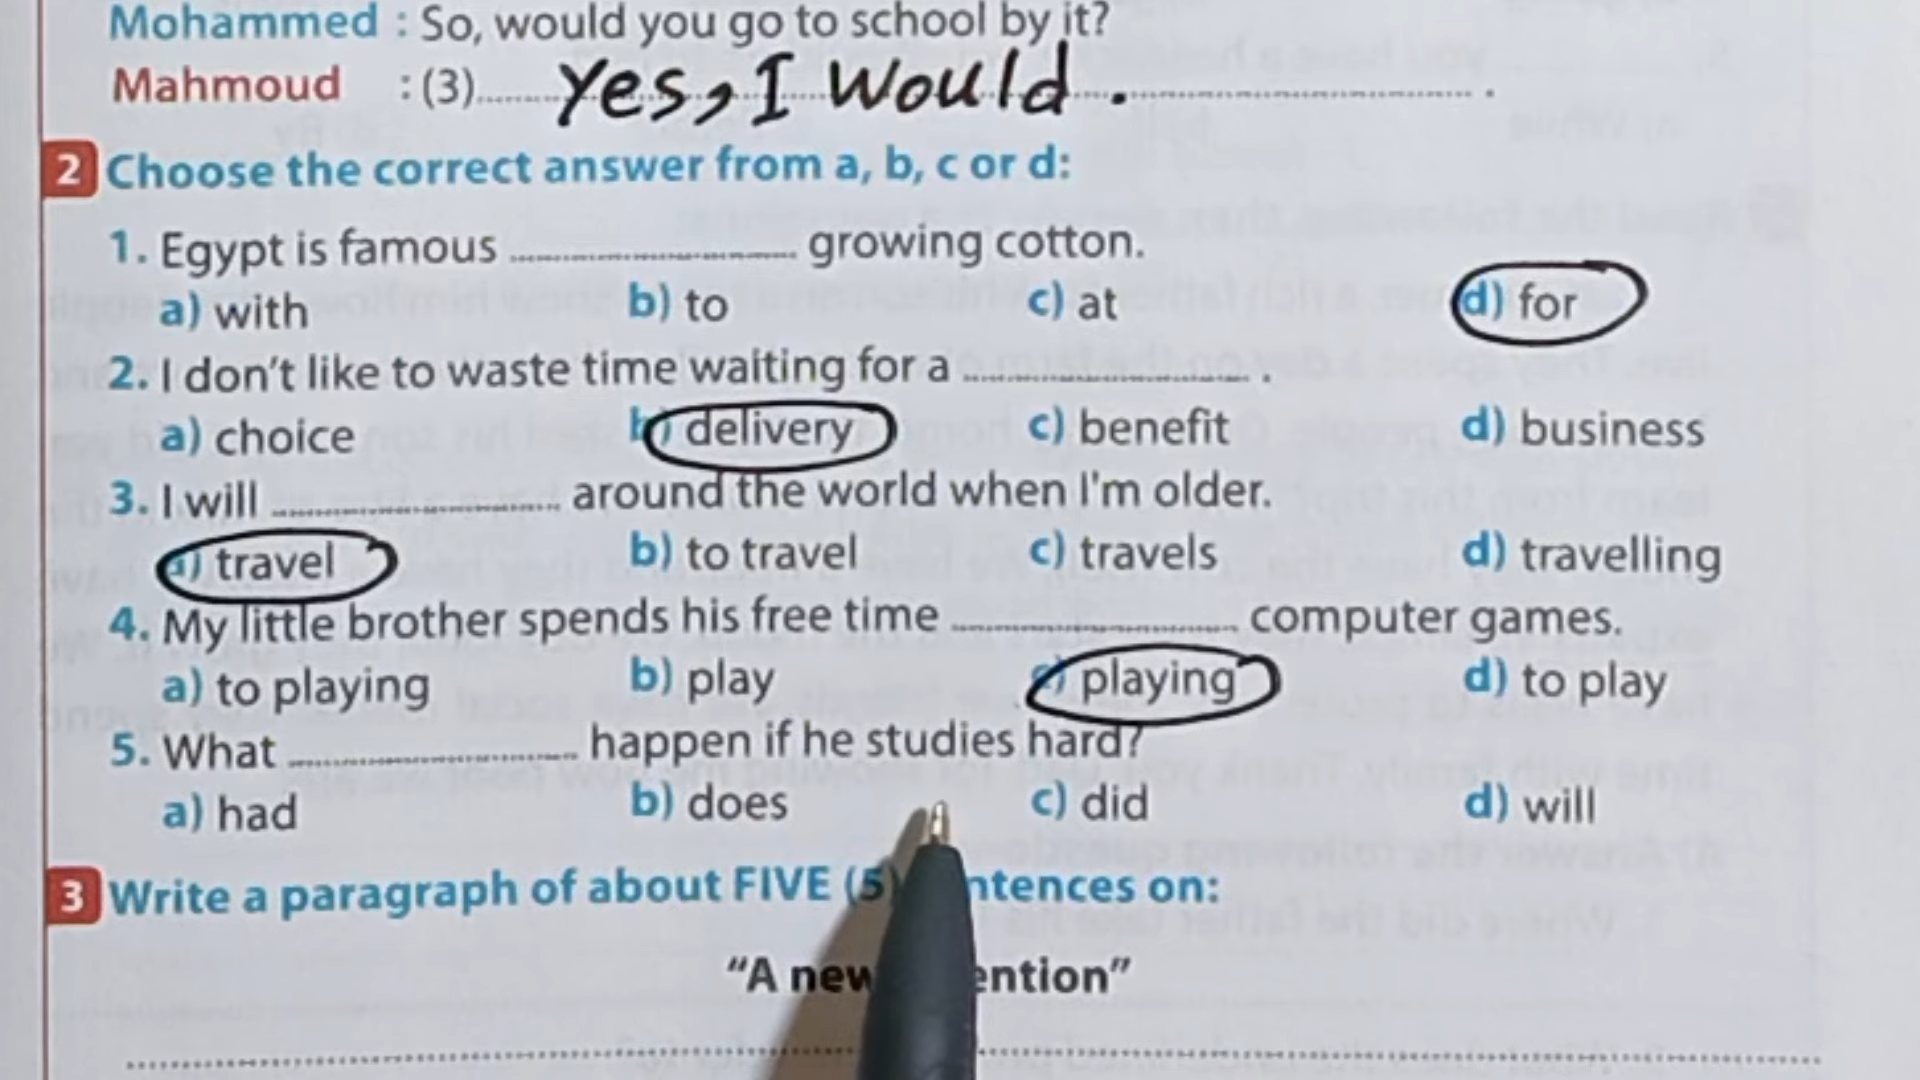 Mohammed : So, would you go to school by it?
Mahmoud : (3) Yes, I would.
2 Choose the correct answer from a, b, c or d:
1. Egypt is famous ........................ growing cotton.
a) with b) to c) at d) for
2. I don't like to waste time waiting for a ........................ .
a) choice b) delivery c) benefit d) business
3. I will ........................ around the world when I'm older.
a) travel b) to travel c) travels d) travelling
4. My little brother spends his free time ........................ computer games.
a) to playing b) play c) playing d) to play
5. What ........................ happen if he studies hard?
a) had b) does c) did d) will
3 Write a paragraph of about FIVE (5) ntences on:
"A new ention"